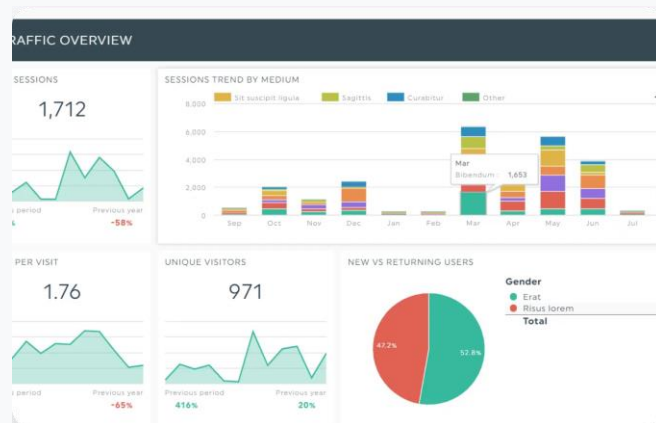 RAFFIC OVERVIEW
SESSIONS
1,712
period
Previous year
-58%
SESSIONS TREND BY MEDIUM
Sit suscipit ligula
Sagittis
Curabitur
Other
8,000
6,000
4,000
2,000
0
Mar
Bibendum: 1,653
Sep Oct Nov Dec Jan Feb Mar Apr May Jun Jul
PER VISIT
1.76
period
Previous year
-65%
UNIQUE VISITORS
971
Previous period
Previous year
416%
20%
NEW VS RETURNING USERS
47.2%
52.8%
Gender
Erat
Risus lorem
Total